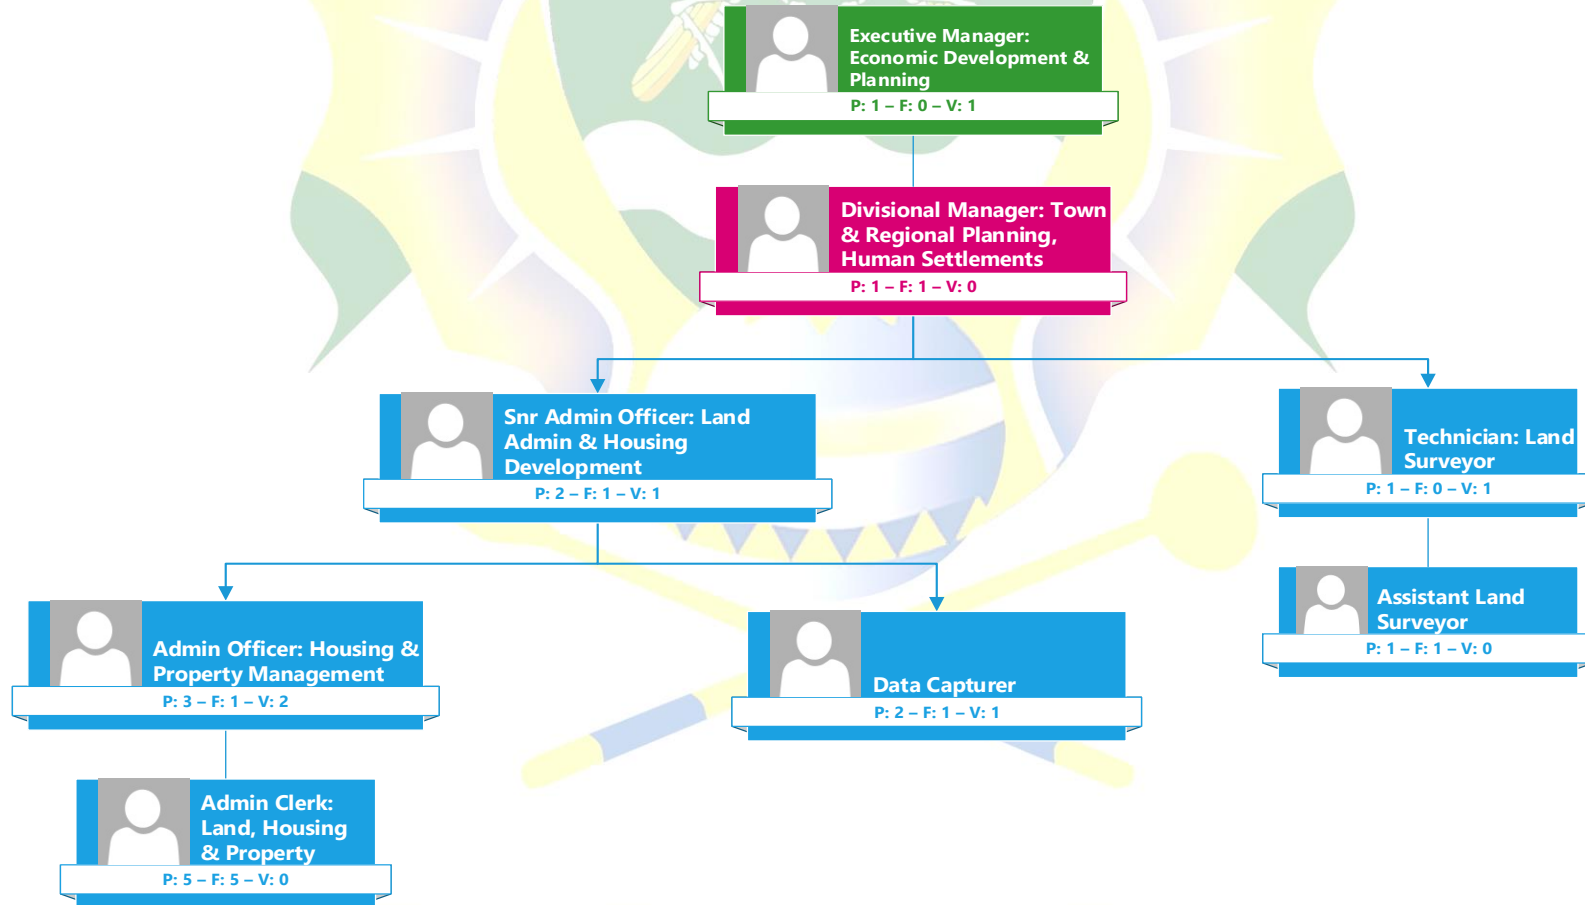 Executive Manager:
Economic Development &
Planning
P: 1 – F: 0 – V: 1
Divisional Manager: Town
& Regional Planning,
Human Settlements
P: 1 – F: 1 – V: 0
Snr Admin Officer: Land
Admin & Housing
Development
P: 2 – F: 1 – V: 1
Technician: Land
Surveyor
P: 1 – F: 0 – V: 1
Admin Officer: Housing &
Property Management
P: 3 – F: 1 – V: 2
Data Capturer
P: 2 – F: 1 – V: 1
Assistant Land
Surveyor
P: 1 – F: 1 – V: 0
Admin Clerk:
Land, Housing
& Property
P: 5 – F: 5 – V: 0